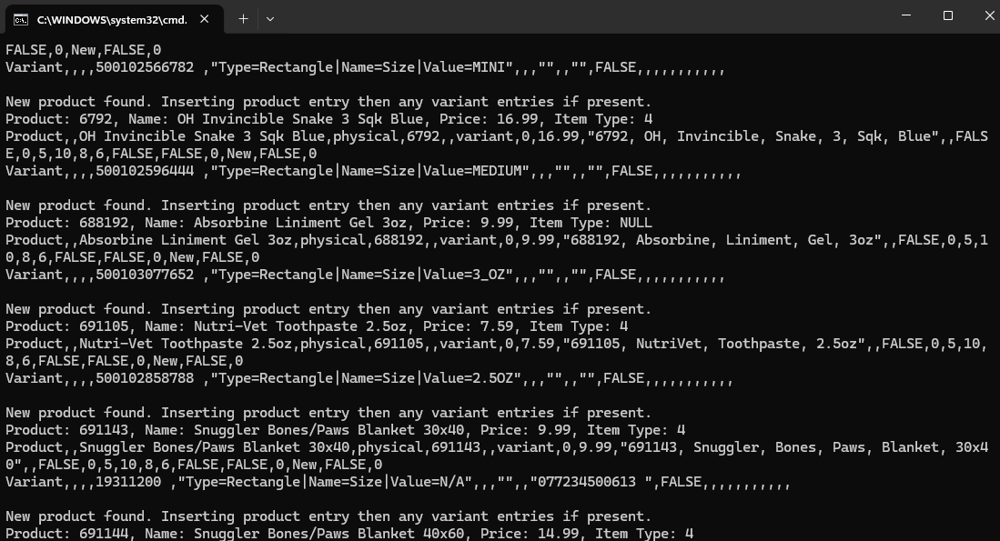 C:\WINDOWS\system32\cmd.
FALSE,0,New,FALSE,0
Variant,,,,500102566782 ,"Type=Rectangle|Name=Size|Value=MINI",,,"",,"",FALSE,,,,,,,,,,,
New product found. Inserting product entry then any variant entries if present.
Product: 6792, Name: OH Invincible Snake 3 Sqk Blue, Price: 16.99, Item Type: 4
Product,,OH Invincible Snake 3 Sqk Blue,physical,6792,,variant,0,16.99,"6792, OH, Invincible, Snake, 3, Sqk, Blue",,FALS
E,0,5,10,8,6,FALSE,FALSE,0,New,FALSE,0
Variant,,,,500102596444 ,"Type=Rectangle|Name=Size|Value=MEDIUM",,,"",,"",FALSE,,,,,,,,,,,
New product found. Inserting product entry then any variant entries if present.
Product: 688192, Name: Absorbine Liniment Gel 3oz, Price: 9.99, Item Type: NULL
Product,,Absorbine Liniment Gel 3oz,physical,688192,,variant,0,9.99,"688192, Absorbine, Liniment, Gel, 3oz",,FALSE,0,5,1
0,8,6,FALSE,FALSE,0,New,FALSE,0
Variant,,,,500103077652 ,"Type=Rectangle|Name=Size|Value=3_OZ",,,"",,"",FALSE,,,,,,,,,,,
New product found. Inserting product entry then any variant entries if present.
Product: 691105, Name: Nutri-Vet Toothpaste 2.5oz, Price: 7.59, Item Type: 4
Product,,Nutri-Vet Toothpaste 2.5oz,physical,691105,,variant,0,7.59,"691105, NutriVet, Toothpaste, 2.5oz",,FALSE,0,5,10,
8,6,FALSE,FALSE,0,New,FALSE,0
Variant,,,,500102858788 ,"Type=Rectangle|Name=Size|Value=2.5OZ",,,"",,"",FALSE,,,,,,,,,,,
New product found. Inserting product entry then any variant entries if present.
Product: 691143, Name: Snuggler Bones/Paws Blanket 30x40, Price: 9.99, Item Type: 4
Product,,Snuggler Bones/Paws Blanket 30x40,physical,691143,,variant,0,9.99,"691143, Snuggler, Bones, Paws, Blanket, 30x4
0",,FALSE,0,5,10,8,6,FALSE,FALSE,0,New,FALSE,0
Variant,,,,19311200 ,"Type=Rectangle|Name=Size|Value=N/A",,,"",,"077234500613 ",FALSE,,,,,,,,,,,
New product found. Inserting product entry then any variant entries if present.
Product: 691144, Name: Snuggler Bones/Paws Blanket 40x60, Price: 14.99, Item Type: 4